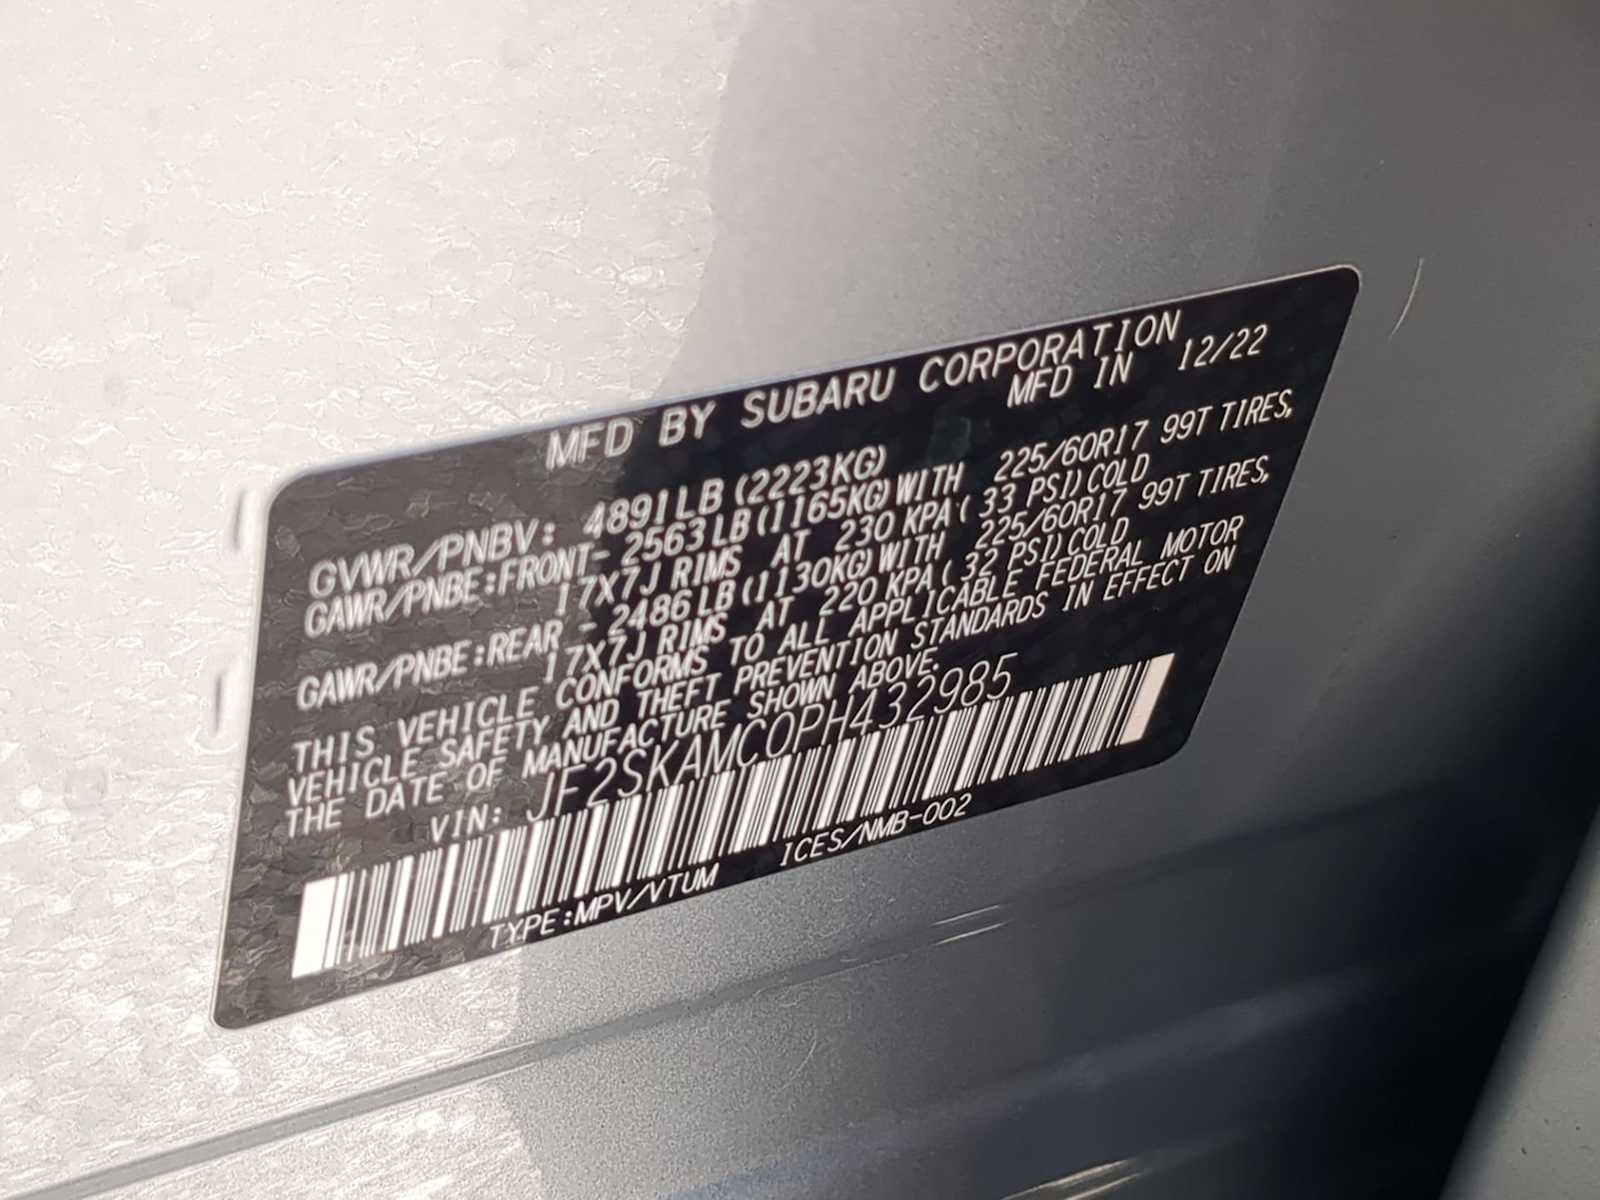 MFD BY SUBARU CORPORATION
MFD IN 12/22
GVWR/PNBV: 4891LB(2223KG)
GAWR/PNBE:FRONT- 2563LB(1165KG)WITH 225/60R17 99T TIRES,
17X7J RIMS AT 230 KPA( 33 PSI)COLD
GAWR/PNBE:REAR - 2486LB(1130KG)WITH 225/60R17 99T TIRES,
17X7J RIMS AT 220 KPA( 32 PSI)COLD
THIS VEHICLE CONFORMS TO ALL APPLICABLE FEDERAL MOTOR
VEHICLE SAFETY AND THEFT PREVENTION STANDARDS IN EFFECT ON
THE DATE OF MANUFACTURE SHOWN ABOVE.
VIN: JF2SKAMC0PH432985
TYPE:MPV/VTUM ICES/NMB-002